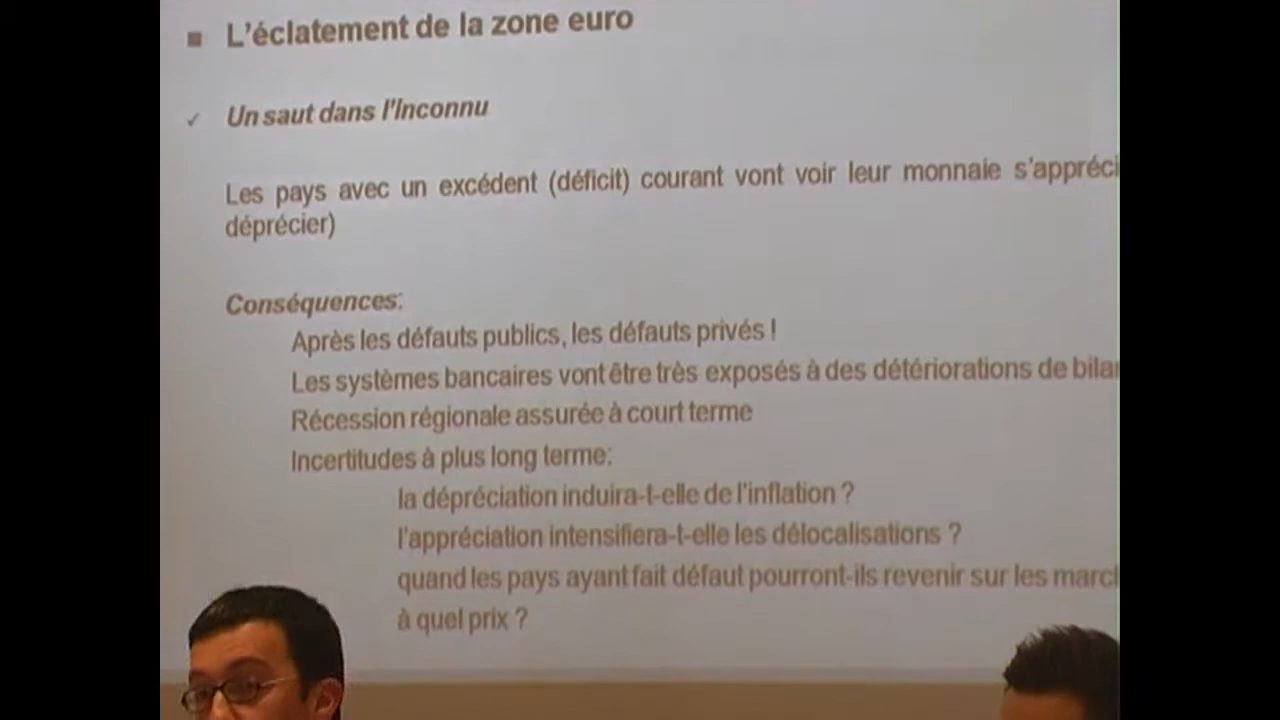 L'éclatement de la zone euro
Un saut dans l'inconnu
Les pays avec un excédent (déficit) courant vont voir leur monnaie
déprécier)
Conséquences:
Après les défauts publics, les défauts privés !
Les systèmes bancaires vont être très exposés à des détériorations de
Récession régionale assurée à court terme
Incertitudes à plus long terme:
la dépréciation induira-t-elle de l'inflation ?
l'appréciation intensifiera-t-elle les délocalisations ?
quand les pays ayant fait défaut pourront-ils revenir sur les
à quel prix ?